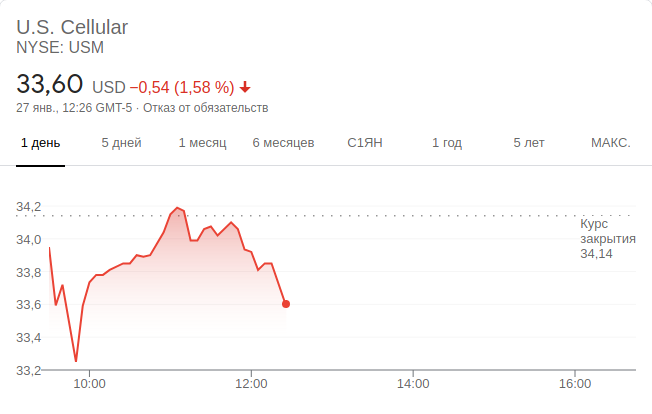 U.S. Cellular
NYSE: USM
33,60 USD −0,54 (1,58 %)
27 янв., 12:26 GMT-5 · Отказ от обязательств
1 день 5 дней 1 месяц 6 месяцев С1ЯН 1 год 5 лет МАКС.
34,2
Курс
закрытия
34,14
34,0
33,8
33,6
33,4
33,2
10:00 12:00 14:00 16:00